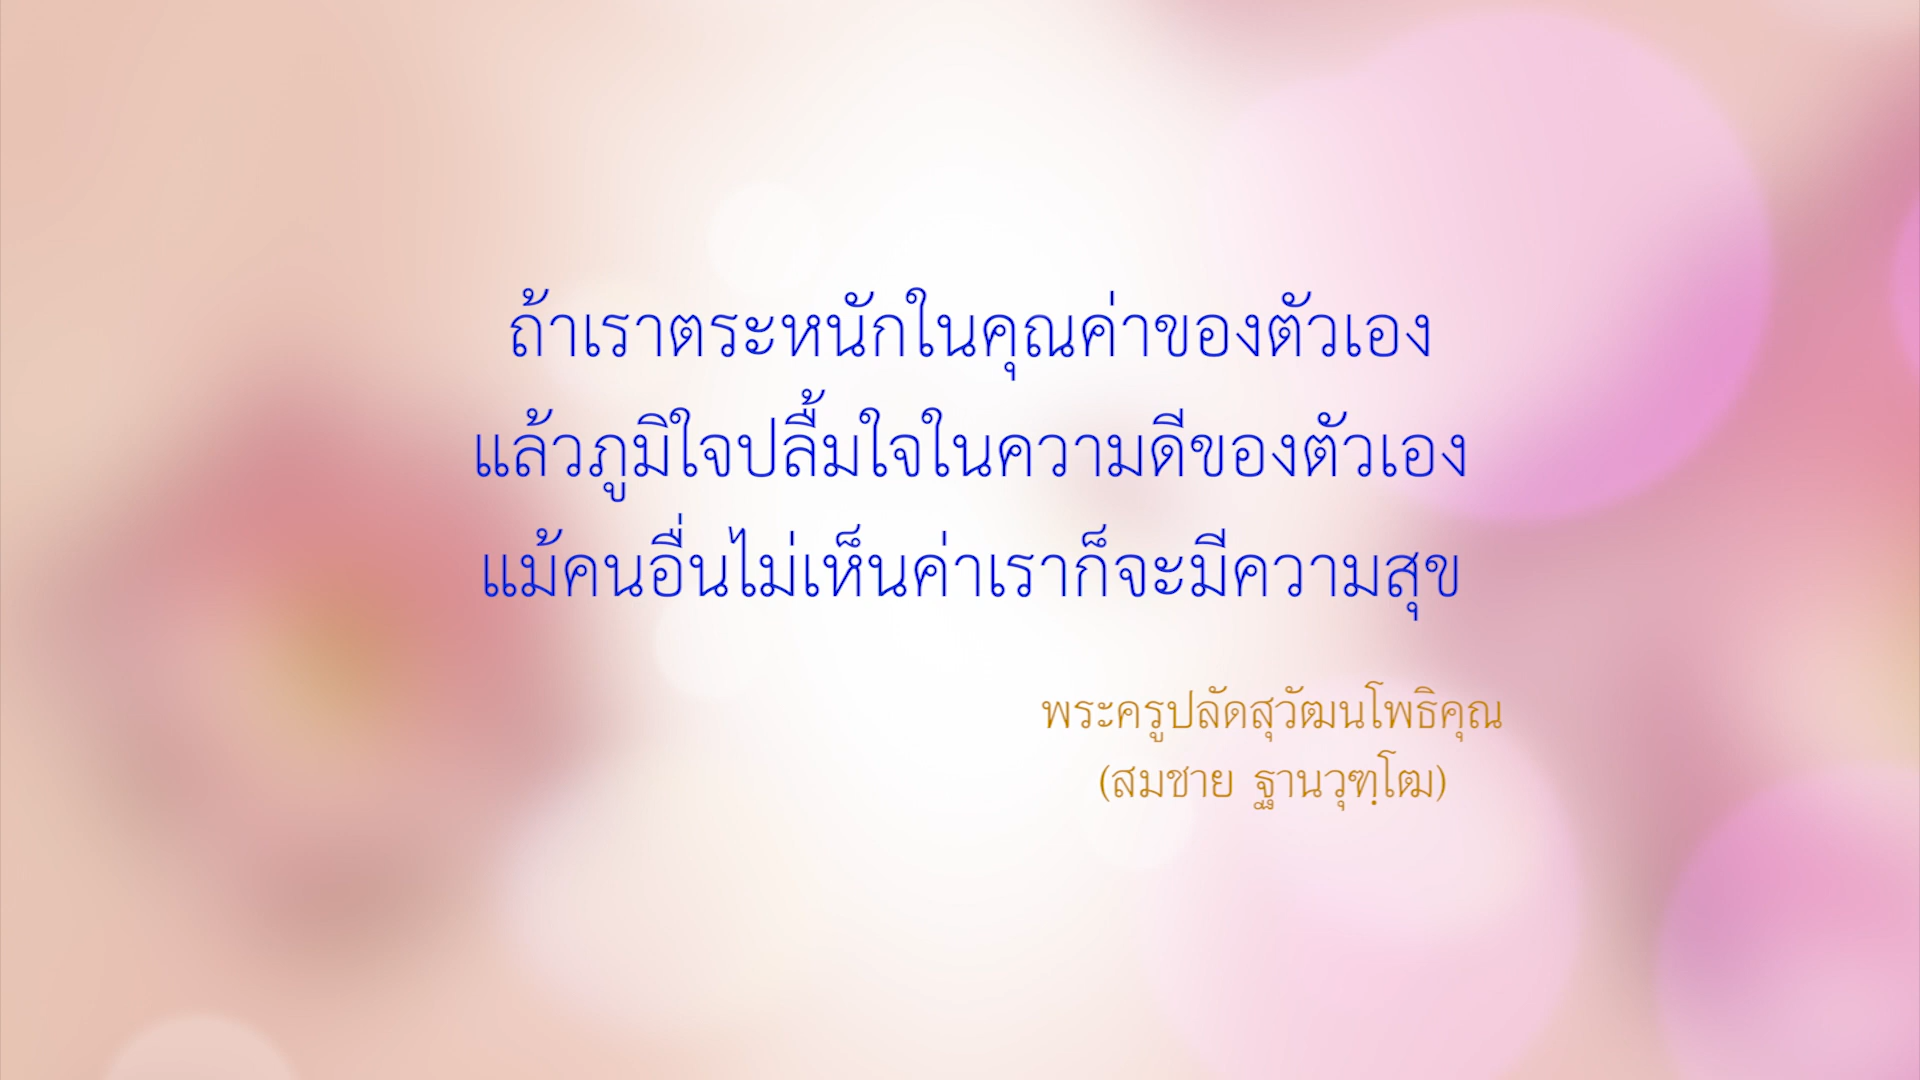 ถ้าเราตระหนักในคุณค่าของตัวเอง
แล้วภูมิใจปลื้มใจในความดีของตัวเอง
แม้คนอื่นไม่เห็นค่าเราก็จะมีความสุข
พระครูปลัดสุวัฒนโพธิคุณ
(สมชาย ฐานวุฑฺโฒ)